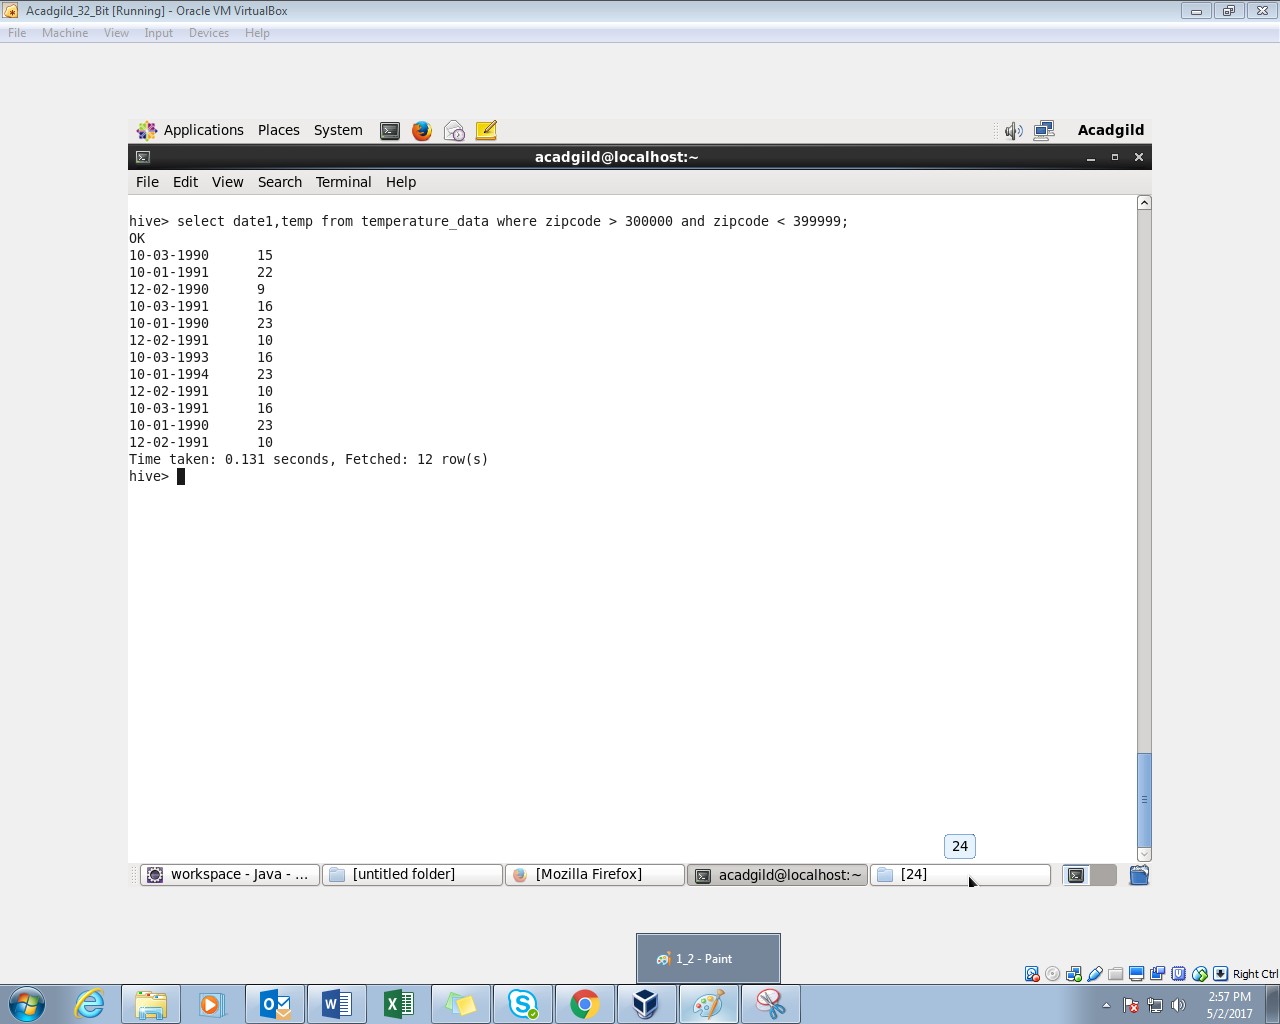 Acadgild_32_Bit [Running] - Oracle VM VirtualBox
File Machine View Input Devices Help
Applications Places System Acadgild
acadgild@localhost:~
File Edit View Search Terminal Help
hive> select date1,temp from temperature_data where zipcode > 300000 and zipcode < 399999;
OK
10-03-1990 15
10-01-1991 22
12-02-1990 9
10-03-1991 16
10-01-1990 23
12-02-1991 10
10-03-1993 16
10-01-1994 23
12-02-1991 10
10-03-1991 16
10-01-1990 23
12-02-1991 10
Time taken: 0.131 seconds, Fetched: 12 row(s)
hive>
24
workspace - Java - ... [untitled folder] [Mozilla Firefox] acadgild@localhost:~ [24]
1_2 - Paint
Right Ctrl
2:57 PM
5/2/2017